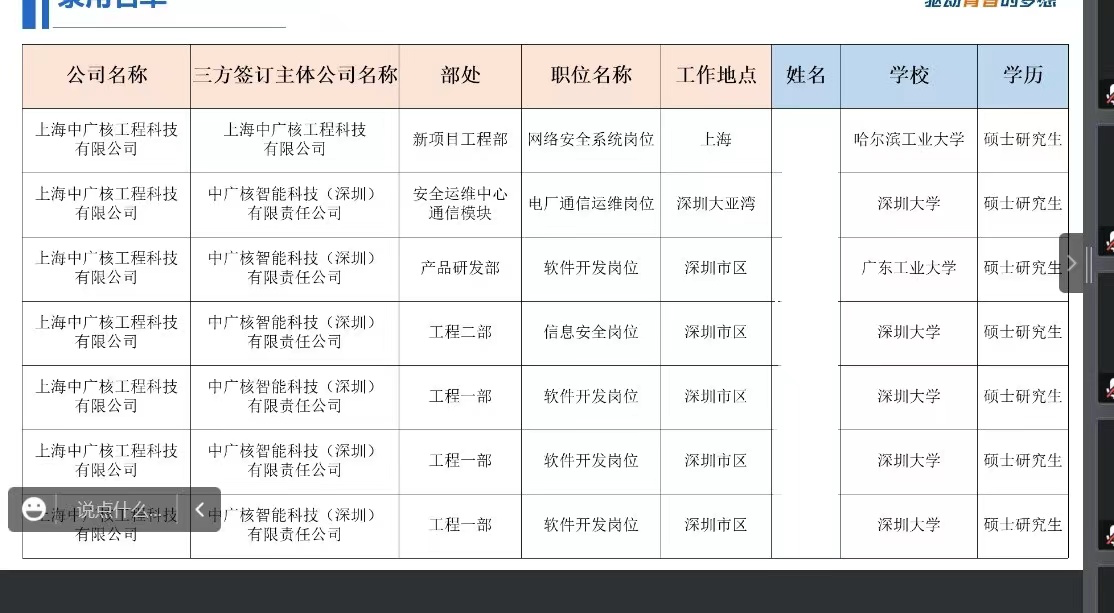 录用名单
驱动青春的梦想
公司名称 三方签订主体公司名称 部处 职位名称 工作地点 姓名 学校 学历
上海中广核工程科技 上海中广核工程科技 新项目工程部 网络安全系统岗位 上海 哈尔滨工业大学 硕士研究生
有限公司 有限公司
上海中广核工程科技 中广核智能科技（深圳） 安全运维中心 电厂通信运维岗位 深圳大亚湾 深圳大学 硕士研究生
有限公司 有限责任公司 通信模块
上海中广核工程科技 中广核智能科技（深圳） 产品研发部 软件开发岗位 深圳市区 广东工业大学 硕士研究生
有限公司 有限责任公司
上海中广核工程科技 中广核智能科技（深圳） 工程二部 信息安全岗位 深圳市区 深圳大学 硕士研究生
有限公司 有限责任公司
上海中广核工程科技 中广核智能科技（深圳） 工程一部 软件开发岗位 深圳市区 深圳大学 硕士研究生
有限公司 有限责任公司
上海中广核工程科技 中广核智能科技（深圳） 工程一部 软件开发岗位 深圳市区 深圳大学 硕士研究生
有限公司 有限责任公司
上海中广核工程科技 中广核智能科技（深圳） 工程一部 软件开发岗位 深圳市区 深圳大学 硕士研究生
有限公司 有限责任公司
说点什么...